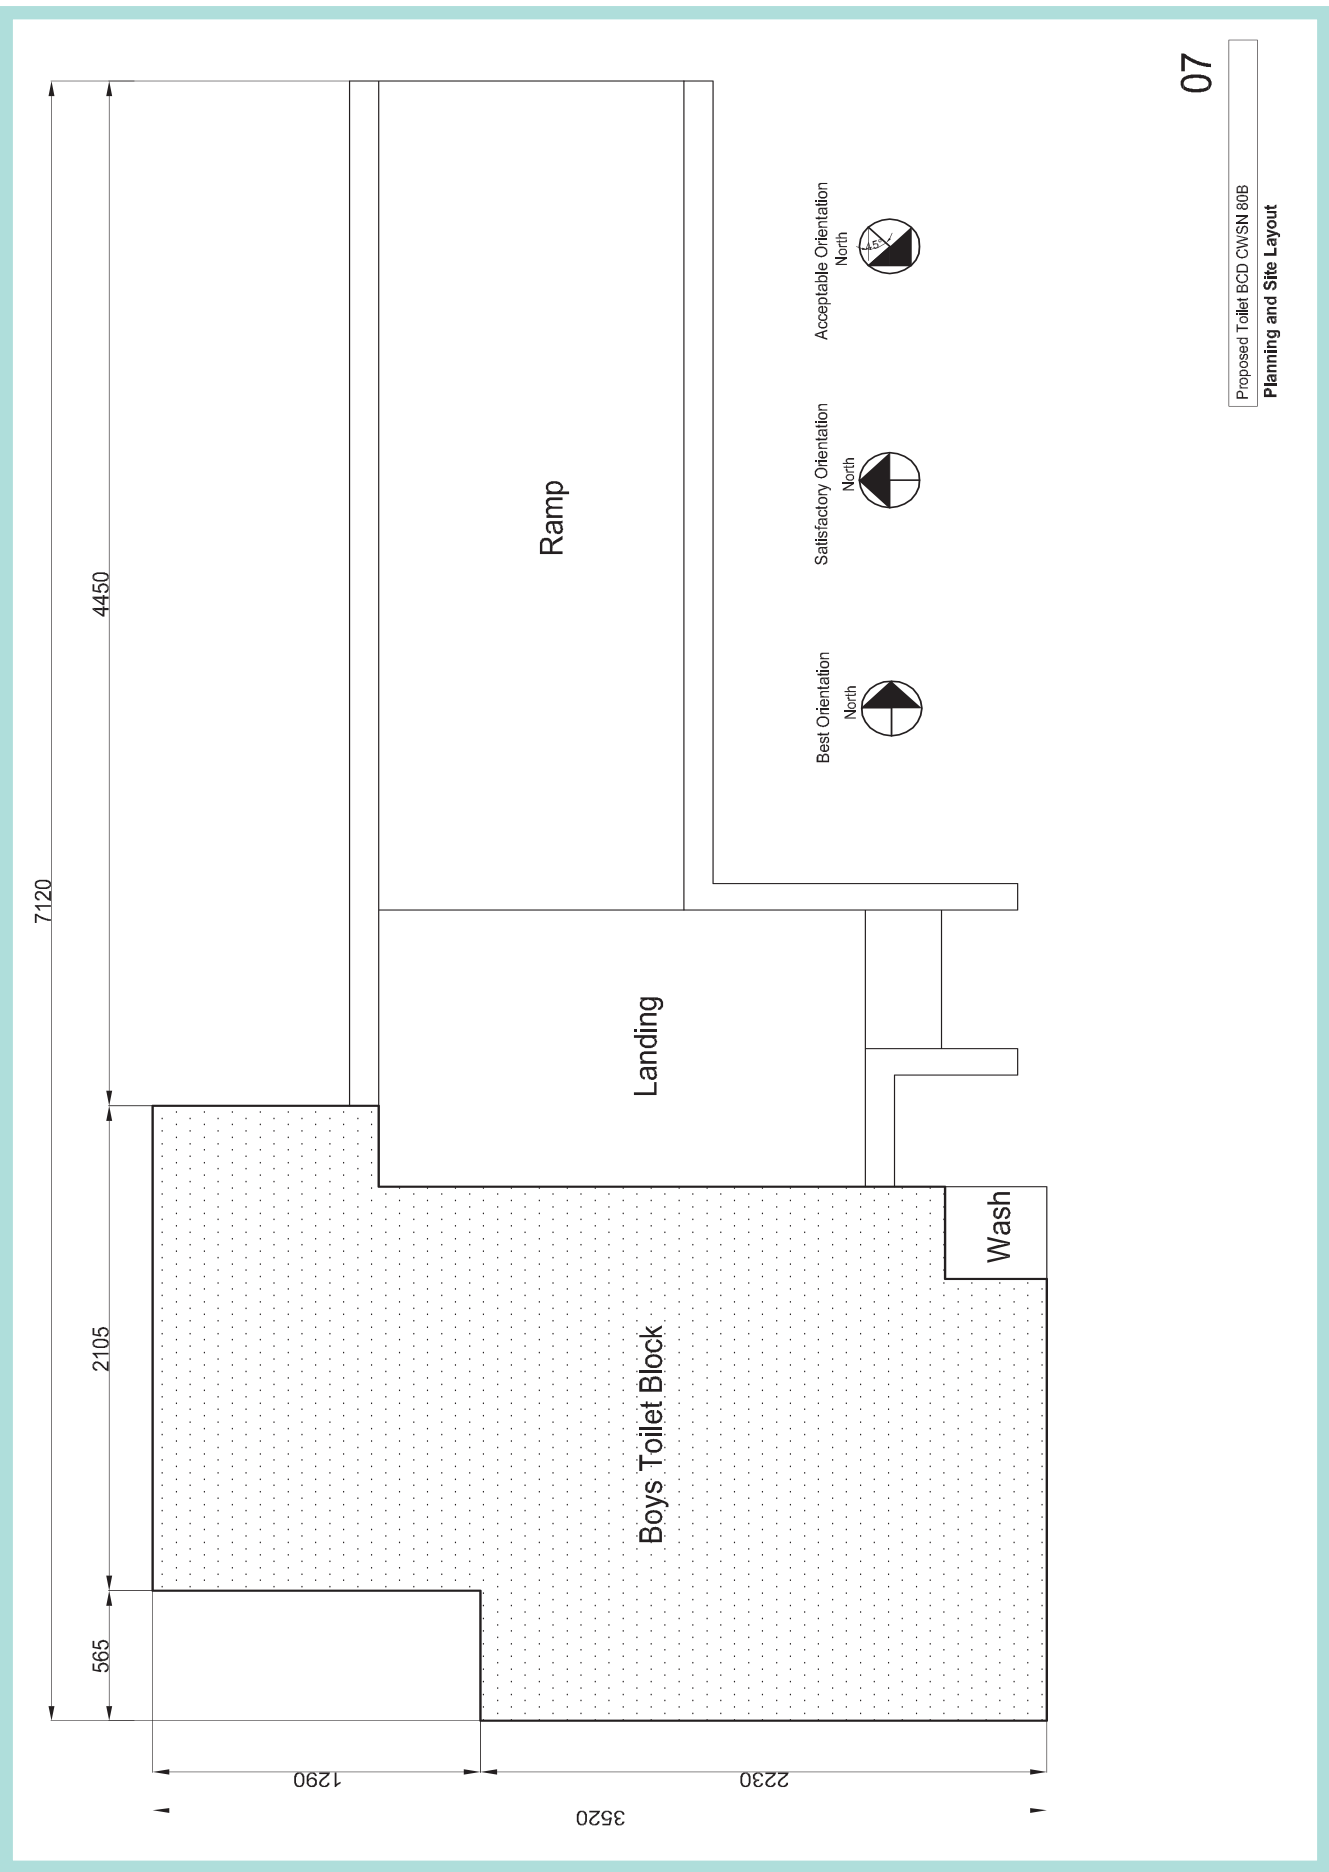 7120
565
2105
4450
1290
2230
3520
Boys Toilet Block
Landing
Ramp
Wash
Best Orientation
North
Satisfactory Orientation
North
Acceptable Orientation
North
45°
07
Proposed Toilet BCD CWSN 80B
Planning and Site Layout